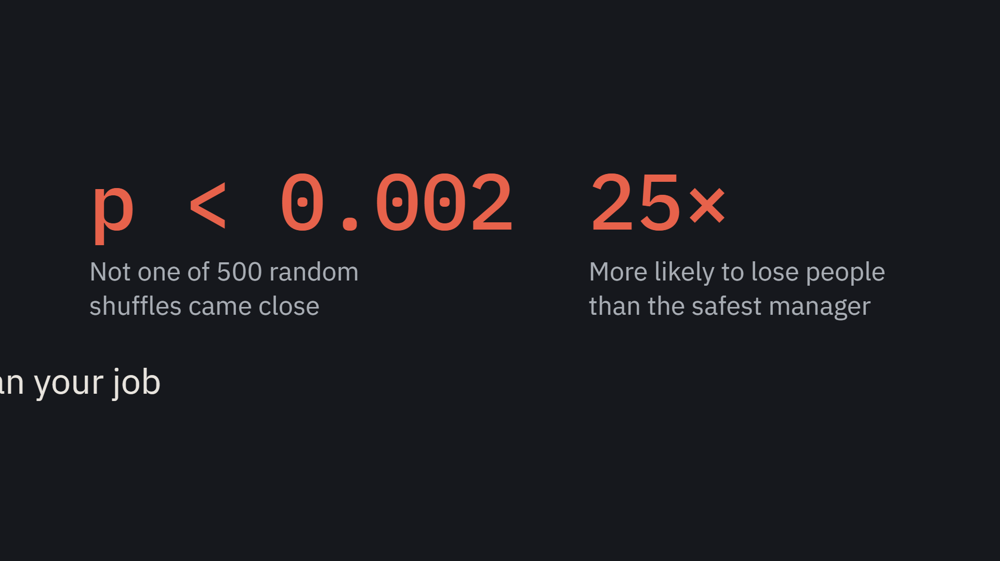 p < 0.002
Not one of 500 random
shuffles came close
25×
More likely to lose people
than the safest manager
your job